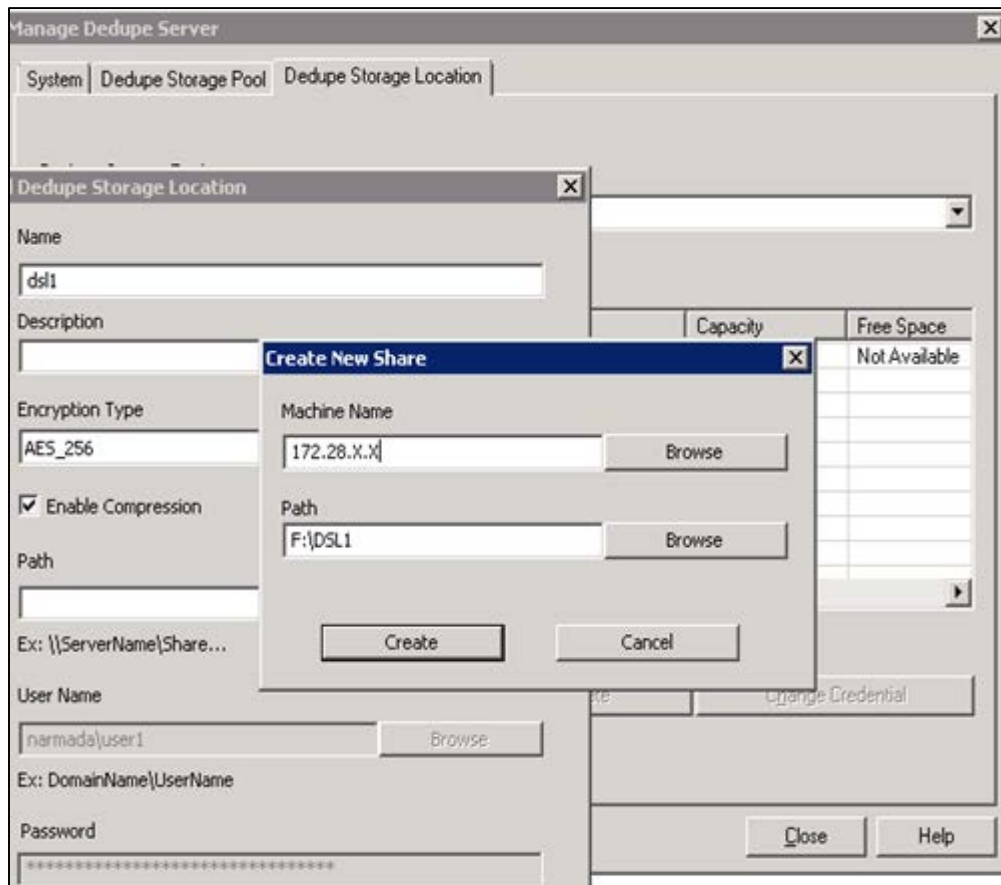 Manage Dedupe Server
System Dedupe Storage Pool Dedupe Storage Location
Dedupe Storage Location
Name
dsl1
Description
Capacity Free Space
Not Available
Create New Share
Machine Name
172.28.X.X
Browse
Path
F:\DSL1
Browse
Create Cancel
Encryption Type
AES_256
Enable Compression
Path
Ex: \\ServerName\Share...
User Name
narmada\user1
Browse
Change Credential
Ex: DomainName\UserName
Password
********************************
Close Help